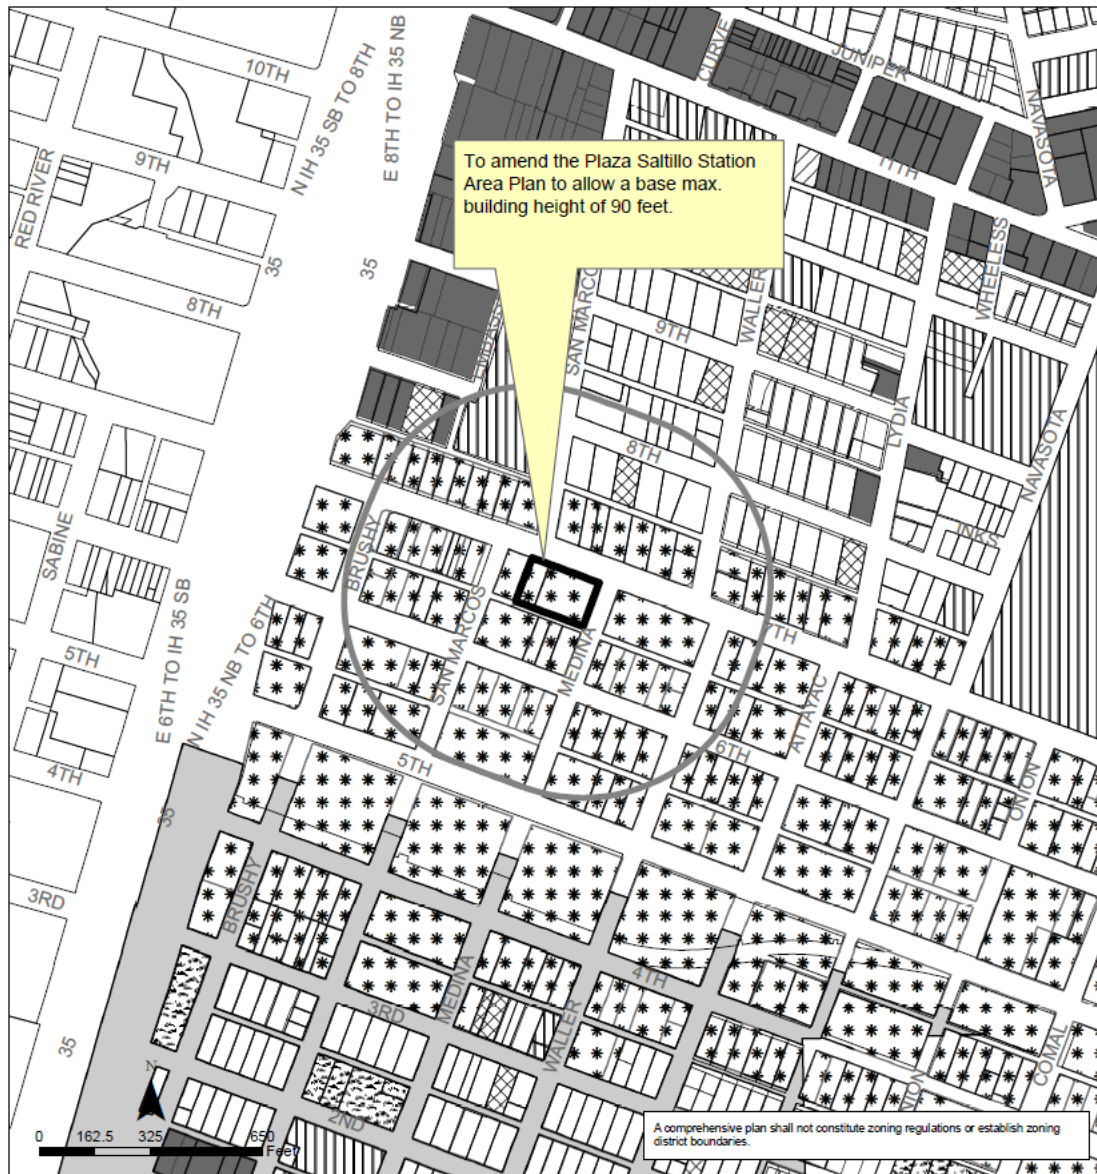 10TH
N IH 35 SB TO 8TH
E 8TH TO IH 35 NB
CURVE
JUNIPER
NAVASOTA
9TH
RED RIVER
11TH
To amend the Plaza Saltillo Station
Area Plan to allow a base max.
building height of 90 feet.
WHEELESS
35
35
8TH
SAN MARCO
WALLER
9TH
LYDIA
NAVASOTA
8TH
INKS
SABINE
BRUSHY
SAN MARCOS
MEDINA
7TH
E 6TH TO IH 35 SB
N IH 35 NB TO 6TH
5TH
ATTAYAC
6TH
5TH
4TH
UNION
35
3RD
BRUSHY
MEDINA
4TH
3RD
WALLER
COMAL
35
N
2ND
NION
0 162.5 325 650
Feet
A comprehensive plan shall not constitute zoning regulations or establish zoning
district boundaries.